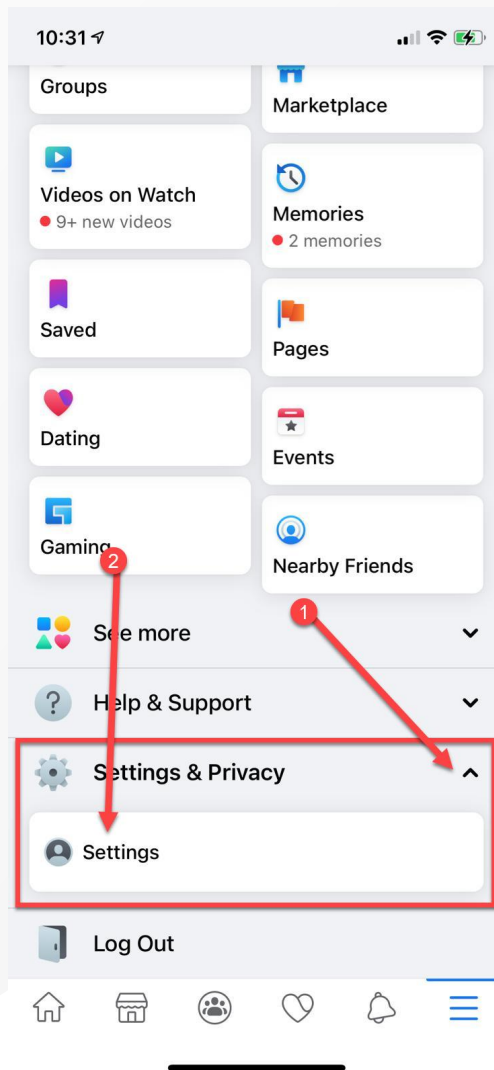 10:31
Groups
Marketplace
Videos on Watch
9+ new videos
Memories
2 memories
Saved
Pages
Dating
Events
Gaming
2
Nearby Friends
1
See more
?
Help & Support
Settings & Privacy
Settings
Log Out